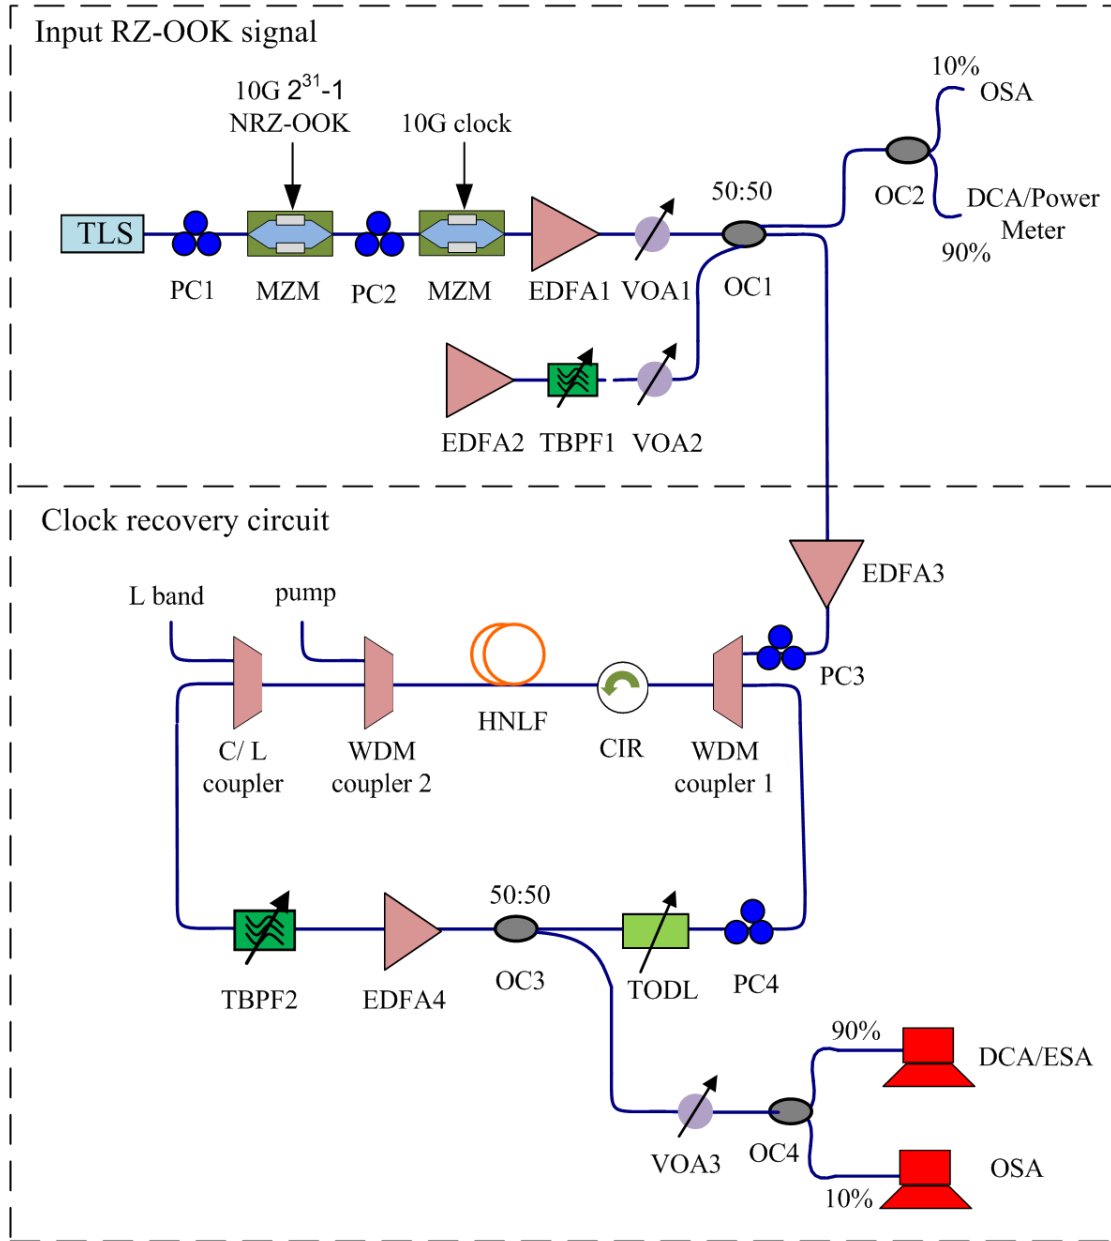 Input RZ-OOK signal
10G 2³¹-1
NRZ-OOK
10G clock
10%
OSA
50:50
OC2
DCA/Power
Meter
90%
TLS
PC1
MZM
PC2
MZM
EDFA1
VOA1
OC1
EDFA2
TBPF1
VOA2
Clock recovery circuit
EDFA3
L band
pump
PC3
HNLF
CIR
C/ L
coupler
WDM
coupler 2
WDM
coupler 1
50:50
TBPF2
EDFA4
OC3
TODL
PC4
90%
DCA/ESA
VOA3
OC4
OSA
10%